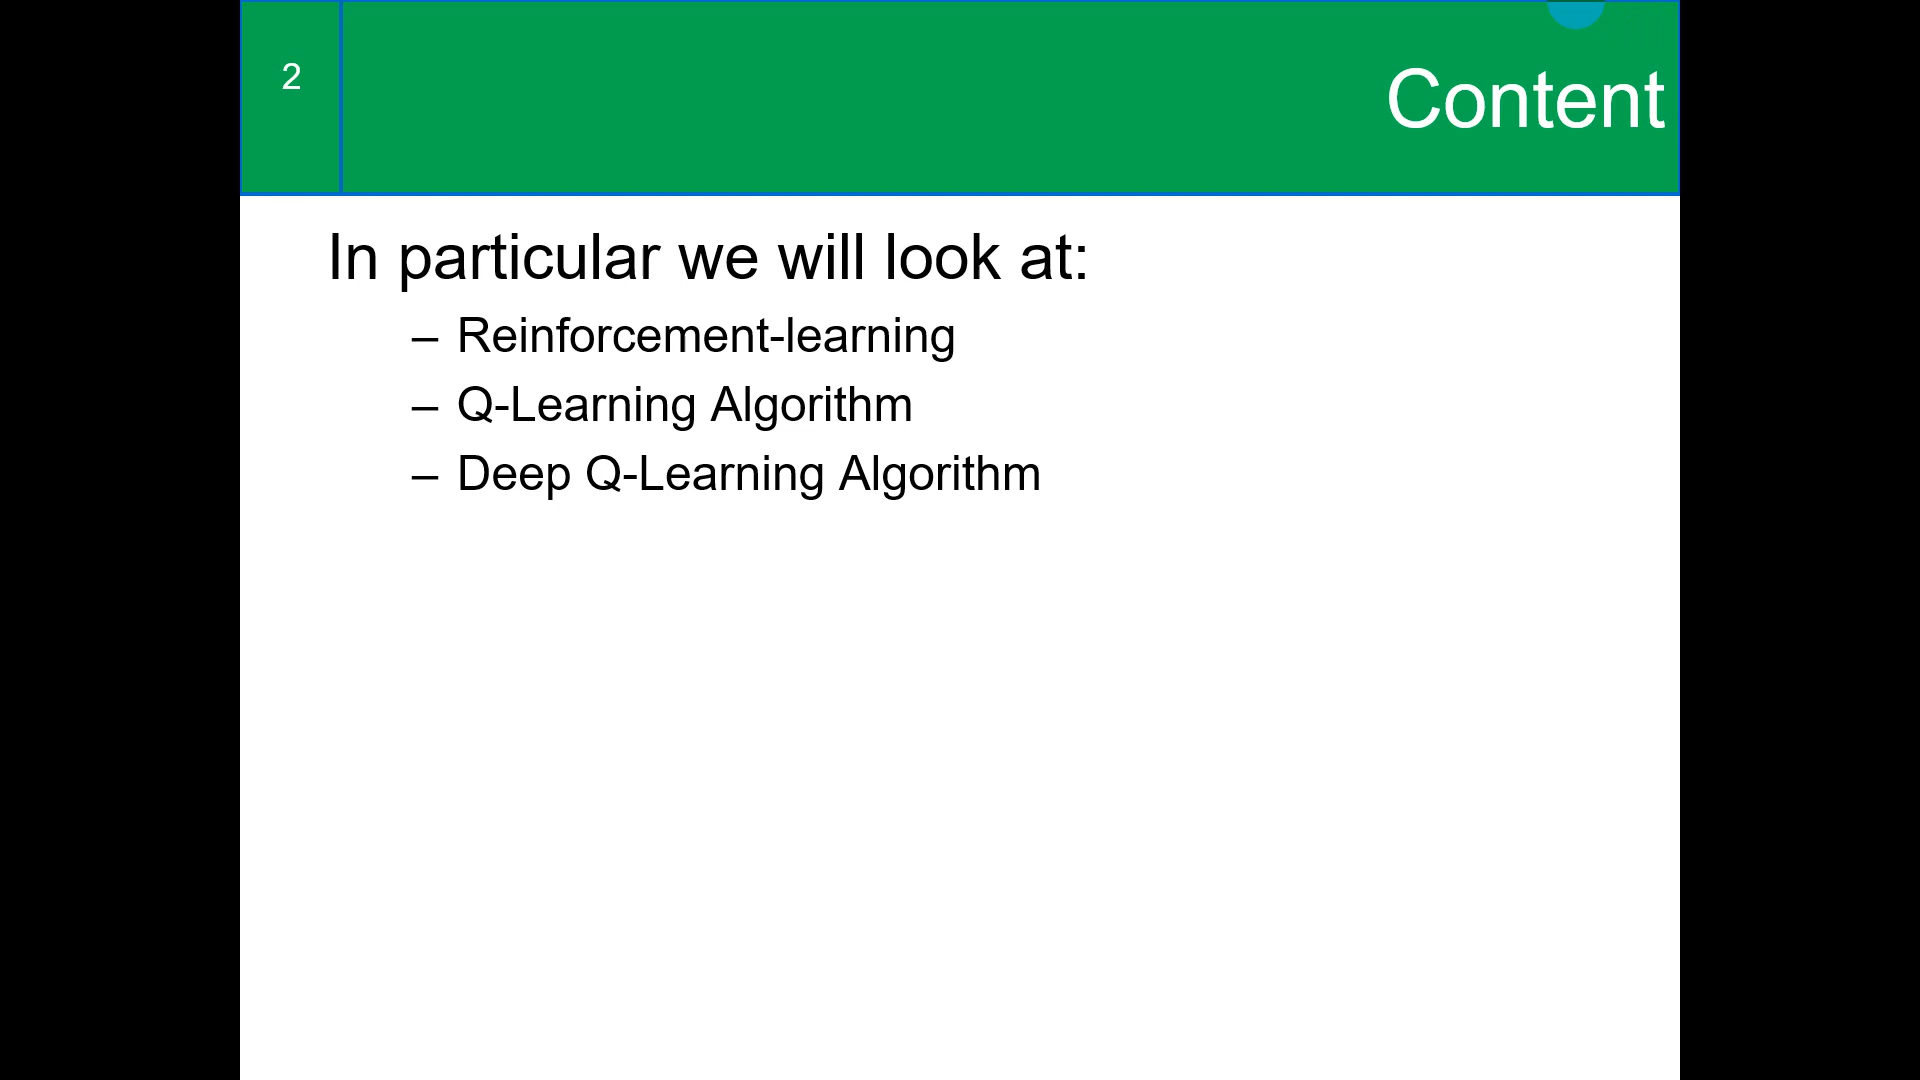 2
Content
In particular we will look at:
– Reinforcement-learning
– Q-Learning Algorithm
– Deep Q-Learning Algorithm